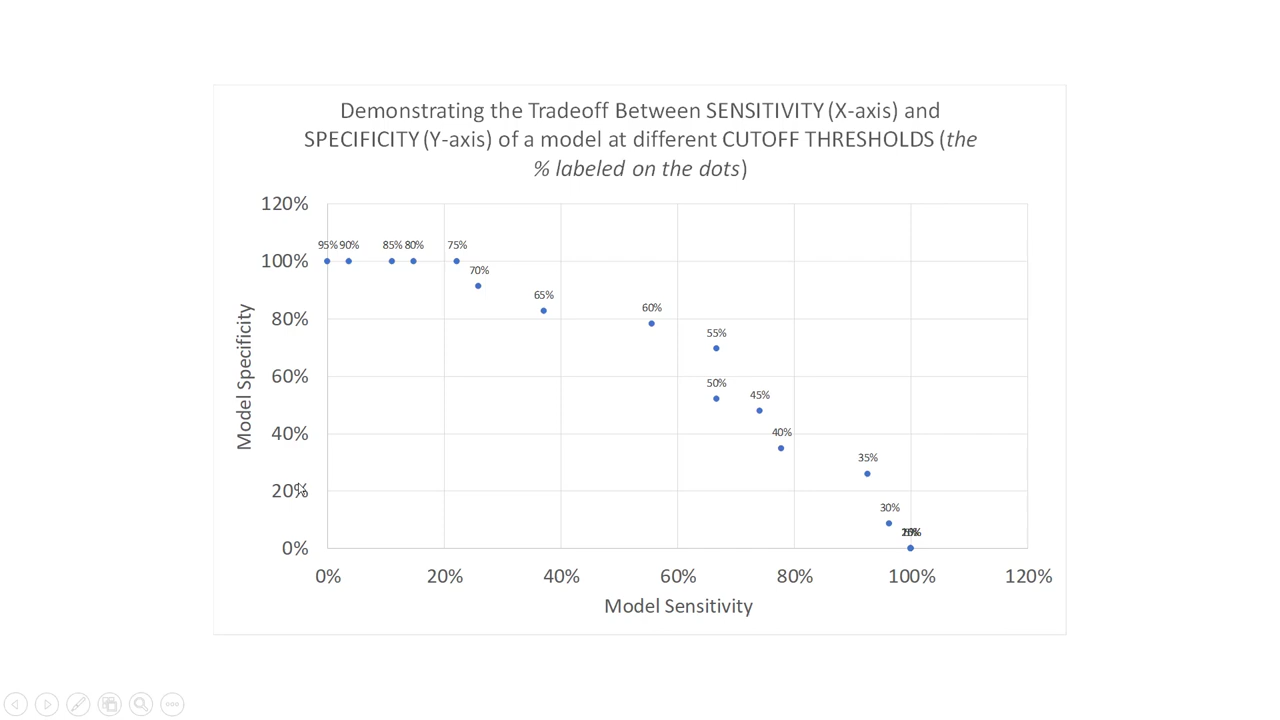 Demonstrating the Tradeoff Between SENSITIVITY (X-axis) and
SPECIFICITY (Y-axis) of a model at different CUTOFF THRESHOLDS (the
% labeled on the dots)
120%
95% 90% 85% 80% 75%
100%
70%
65%
60%
80%
55%
60%
50%
45%
40%
40%
35%
20%
30%
0%
0% 20% 40% 60% 80% 100% 120%
Model Specificity
Model Sensitivity